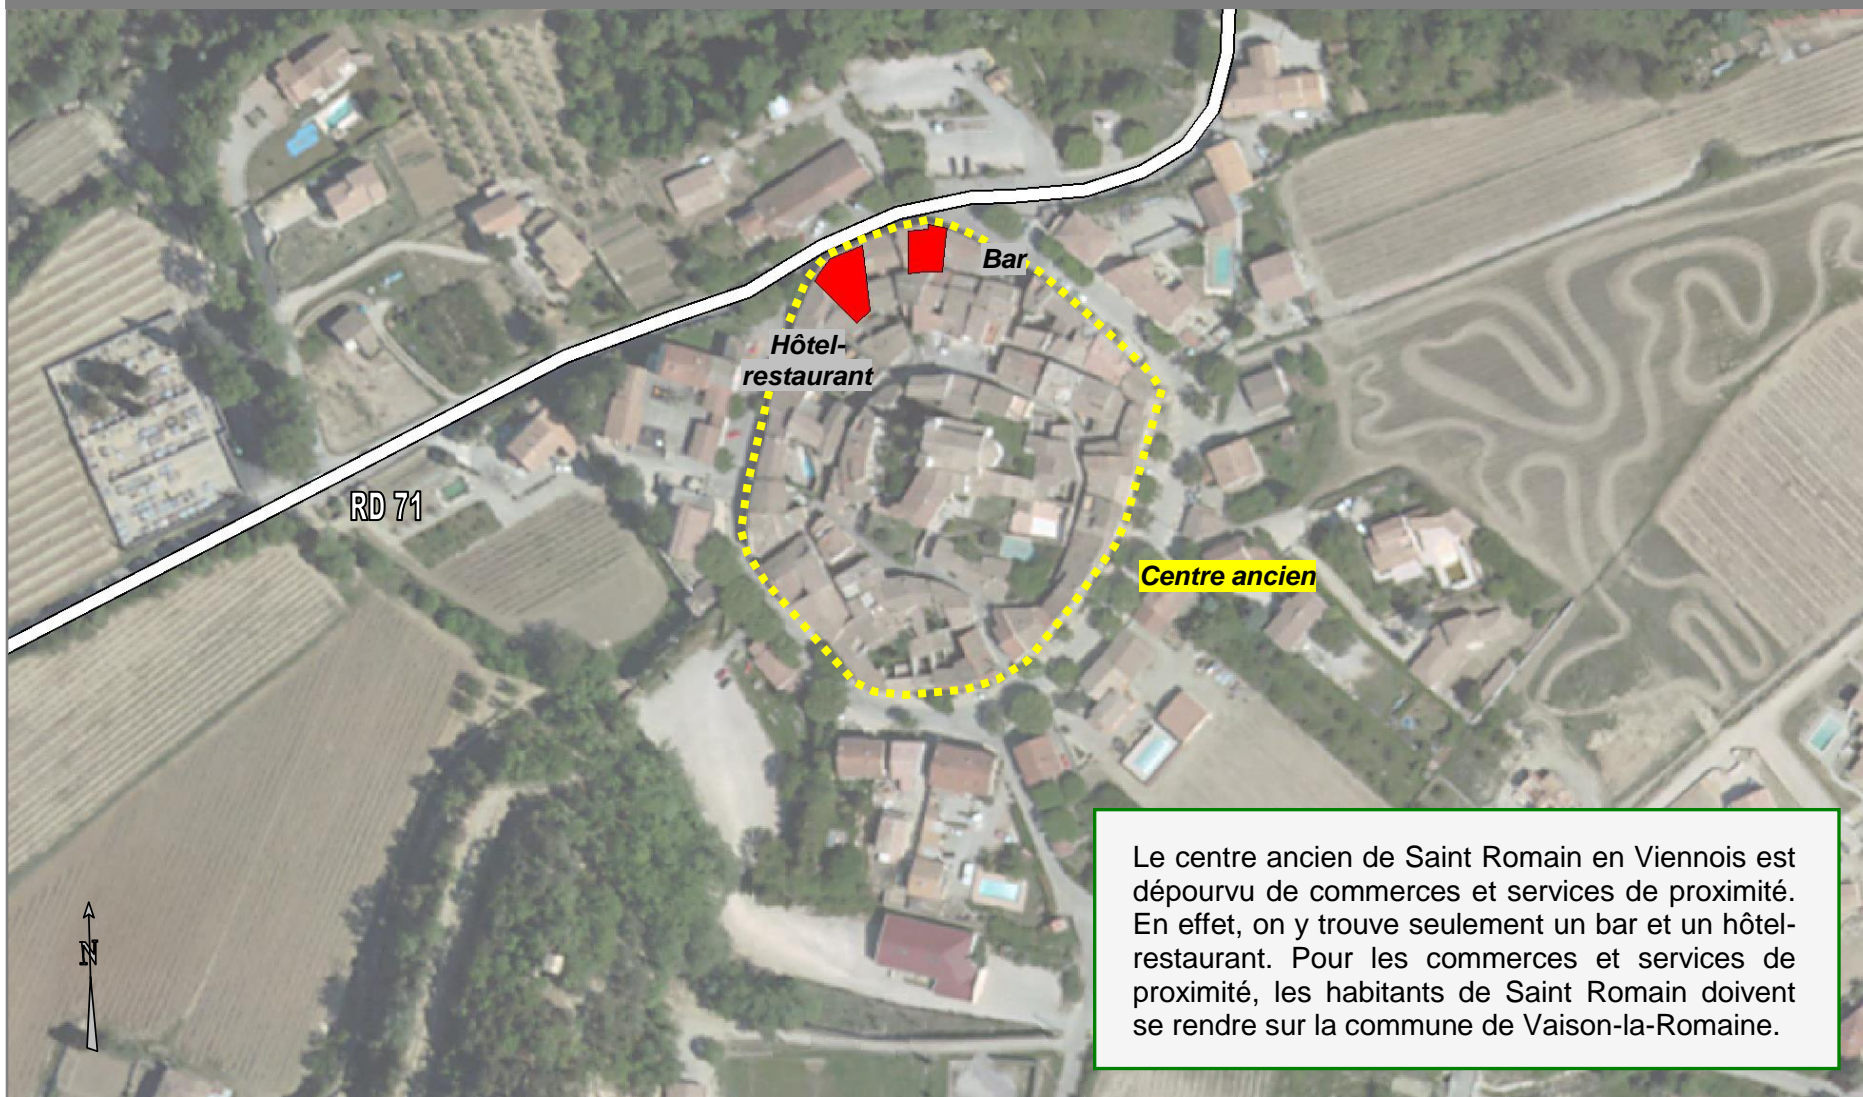 Bar
Hôtel-
restaurant
RD 71
Centre ancien
Le centre ancien de Saint Romain en Viennois est
dépourvu de commerces et services de proximité.
En effet, on y trouve seulement un bar et un hôtel-
restaurant. Pour les commerces et services de
proximité, les habitants de Saint Romain doivent
se rendre sur la commune de Vaison-la-Romaine.
N